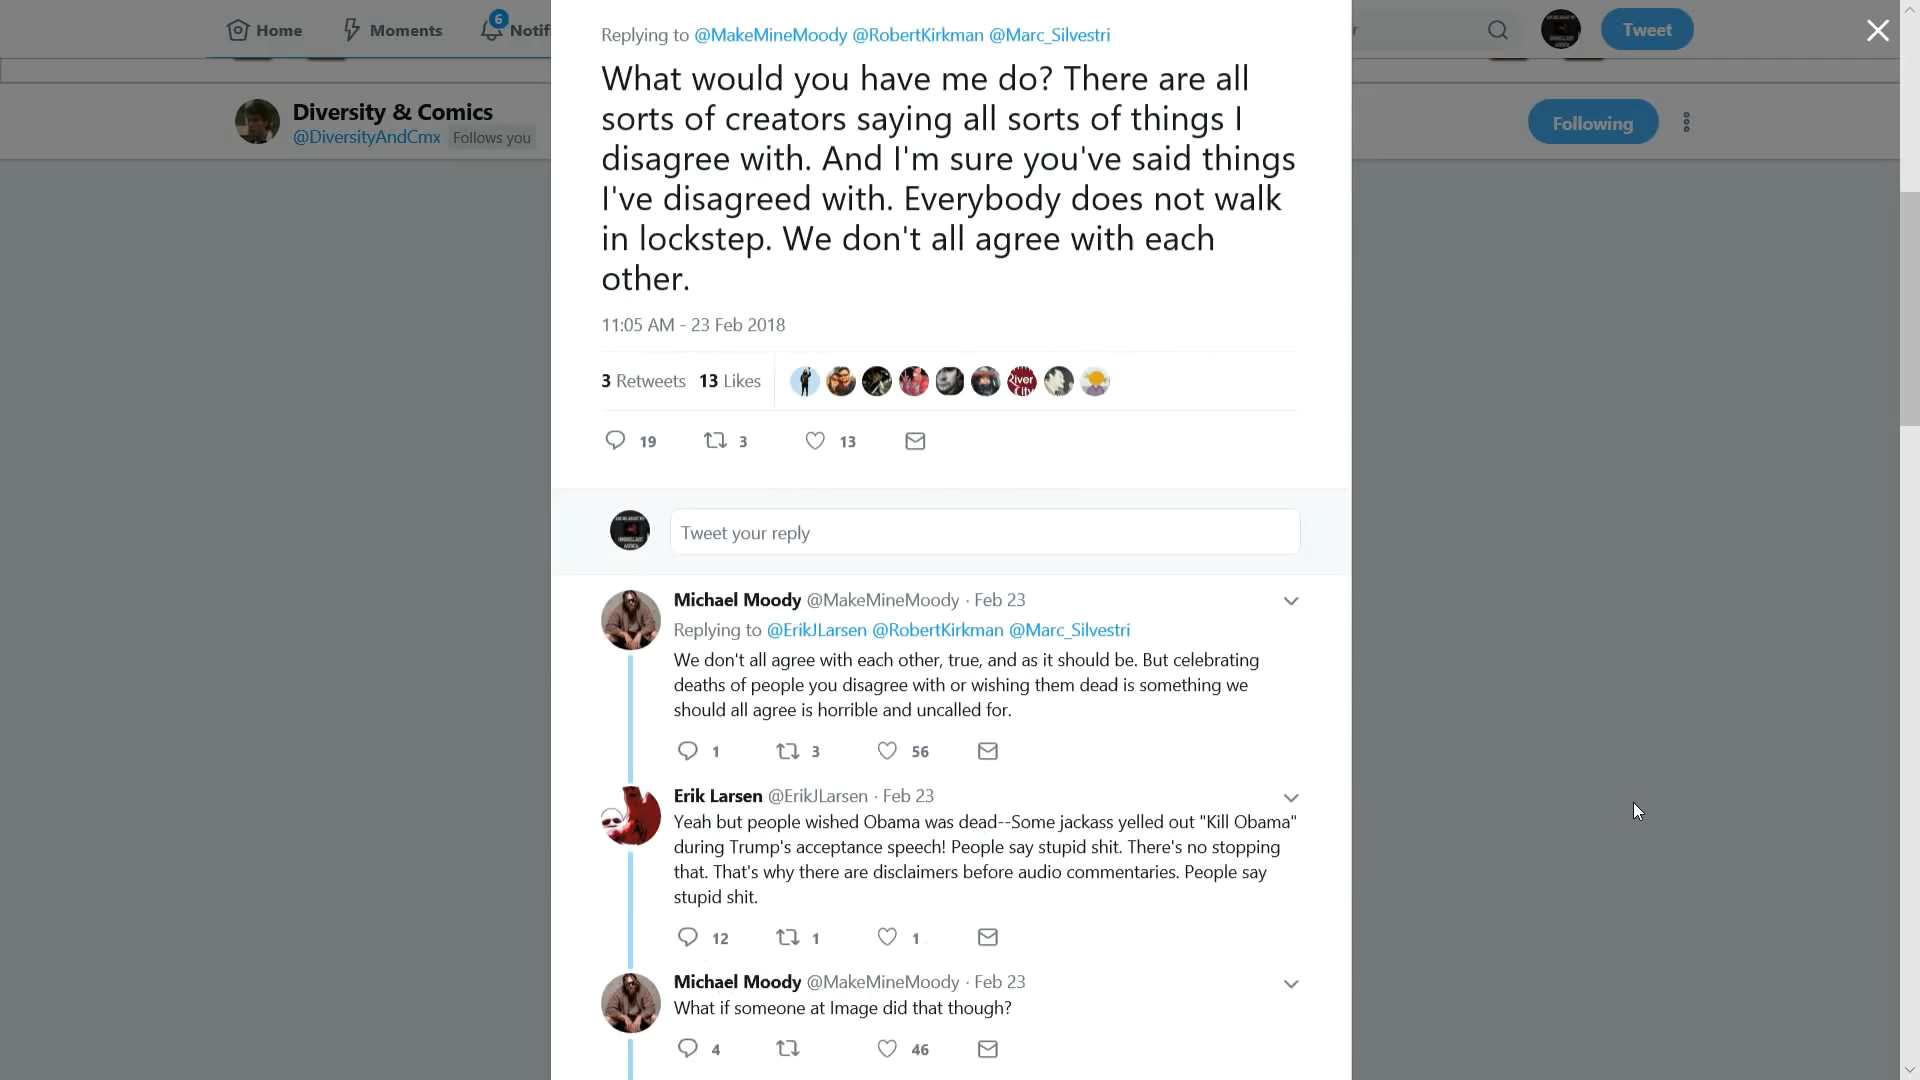 Home
Moments
6
Notif
r
Tweet
Diversity & Comics
@DiversityAndCmx Follows you
Following
Replying to @MakeMineMoody @RobertKirkman @Marc_Silvestri
What would you have me do? There are all
sorts of creators saying all sorts of things I
disagree with. And I'm sure you've said things
I've disagreed with. Everybody does not walk
in lockstep. We don't all agree with each
other.
11:05 AM - 23 Feb 2018
3 Retweets 13 Likes
River City
19 3 13
Tweet your reply
Michael Moody @MakeMineMoody · Feb 23
Replying to @ErikJLarsen @RobertKirkman @Marc_Silvestri
We don't all agree with each other, true, and as it should be. But celebrating
deaths of people you disagree with or wishing them dead is something we
should all agree is horrible and uncalled for.
1 3 56
Erik Larsen @ErikJLarsen · Feb 23
Yeah but people wished Obama was dead--Some jackass yelled out "Kill Obama"
during Trump's acceptance speech! People say stupid shit. There's no stopping
that. That's why there are disclaimers before audio commentaries. People say
stupid shit.
12 1 1
Michael Moody @MakeMineMoody · Feb 23
What if someone at Image did that though?
4 46